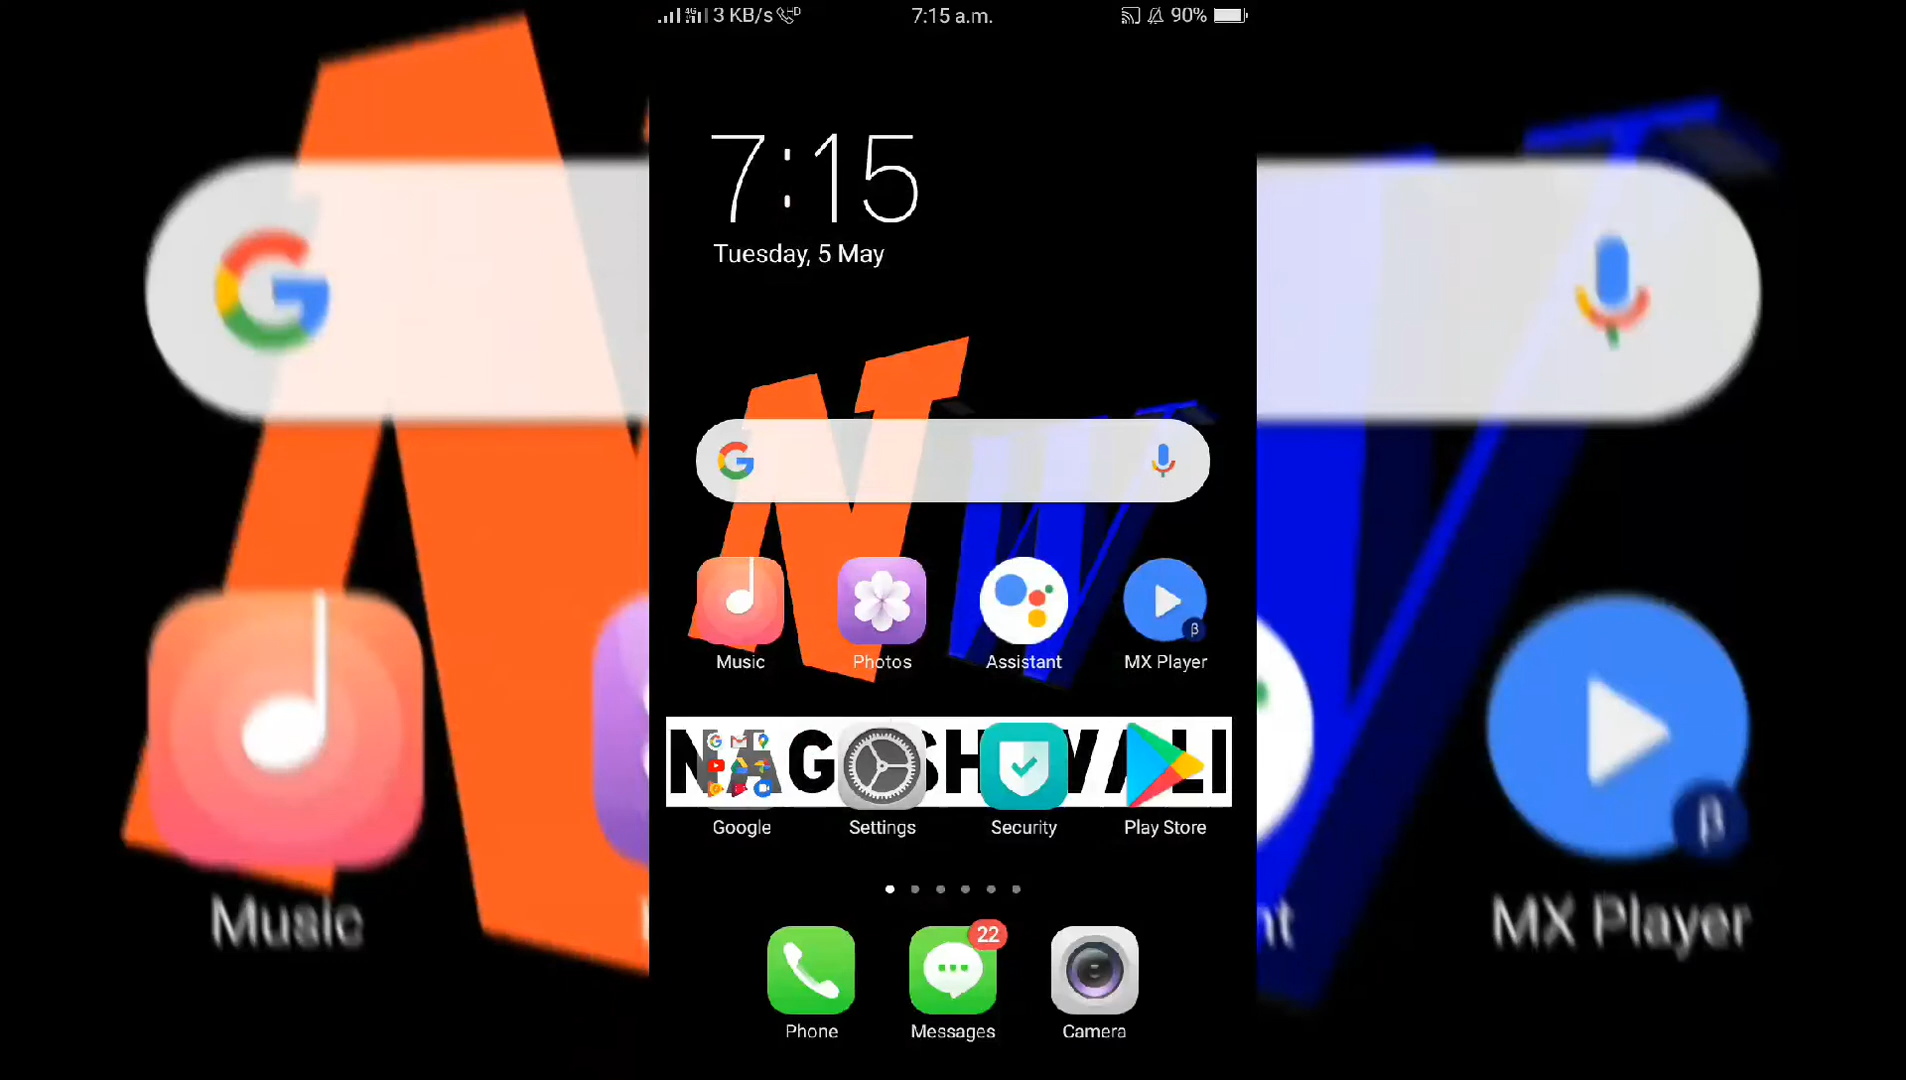 3 KB/s HD 7:15 a.m. 90%
7:15
Tuesday, 5 May
Music Photos Assistant MX Player
Google Settings Security Play Store
22
Phone Messages Camera
Music MX Player